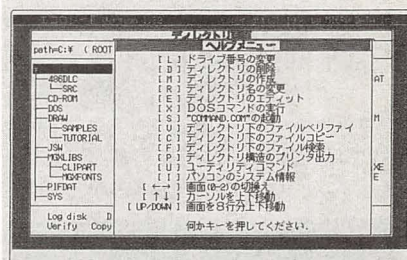 ディレクトリ
path=C:¥ ( ROOT
ヘルプメニュー
[ L ] ドライブ番号の変更
[ D ] ディレクトリの削除
[ M ] ディレクトリの作成
[ R ] ディレクトリ名の変更
[ E ] ディレクトリのエディット
[ X ] DOSコマンドの実行
[ S ] "COMMAND.COM"の起動
[ V ] ディレクトリ下のファイルベリファイ
[ C ] ディレクトリ下のファイルコピー
[ F ] ディレクトリ下のファイル検索
[ P ] ディレクトリ構造のプリンタ出力
[ U ] ユーティリティコマンド
[ I ] パソコンのシステム情報
[ ←→ ] 画面(0-2)の切換え
[ ↑↓ ] カーソルを上下移動
[ UP/DOWN ] 画面を8行分上下移動
何かキーを押してください.
486DLC
SRC
CD-ROM
DOS
DRAW
SAMPLES
TUTORIAL
JSW
MGXLIBS
CLIPART
MGXFONTS
PIFDAT
SYS
AT
M
XE
E
Log disk D
Verify Copy